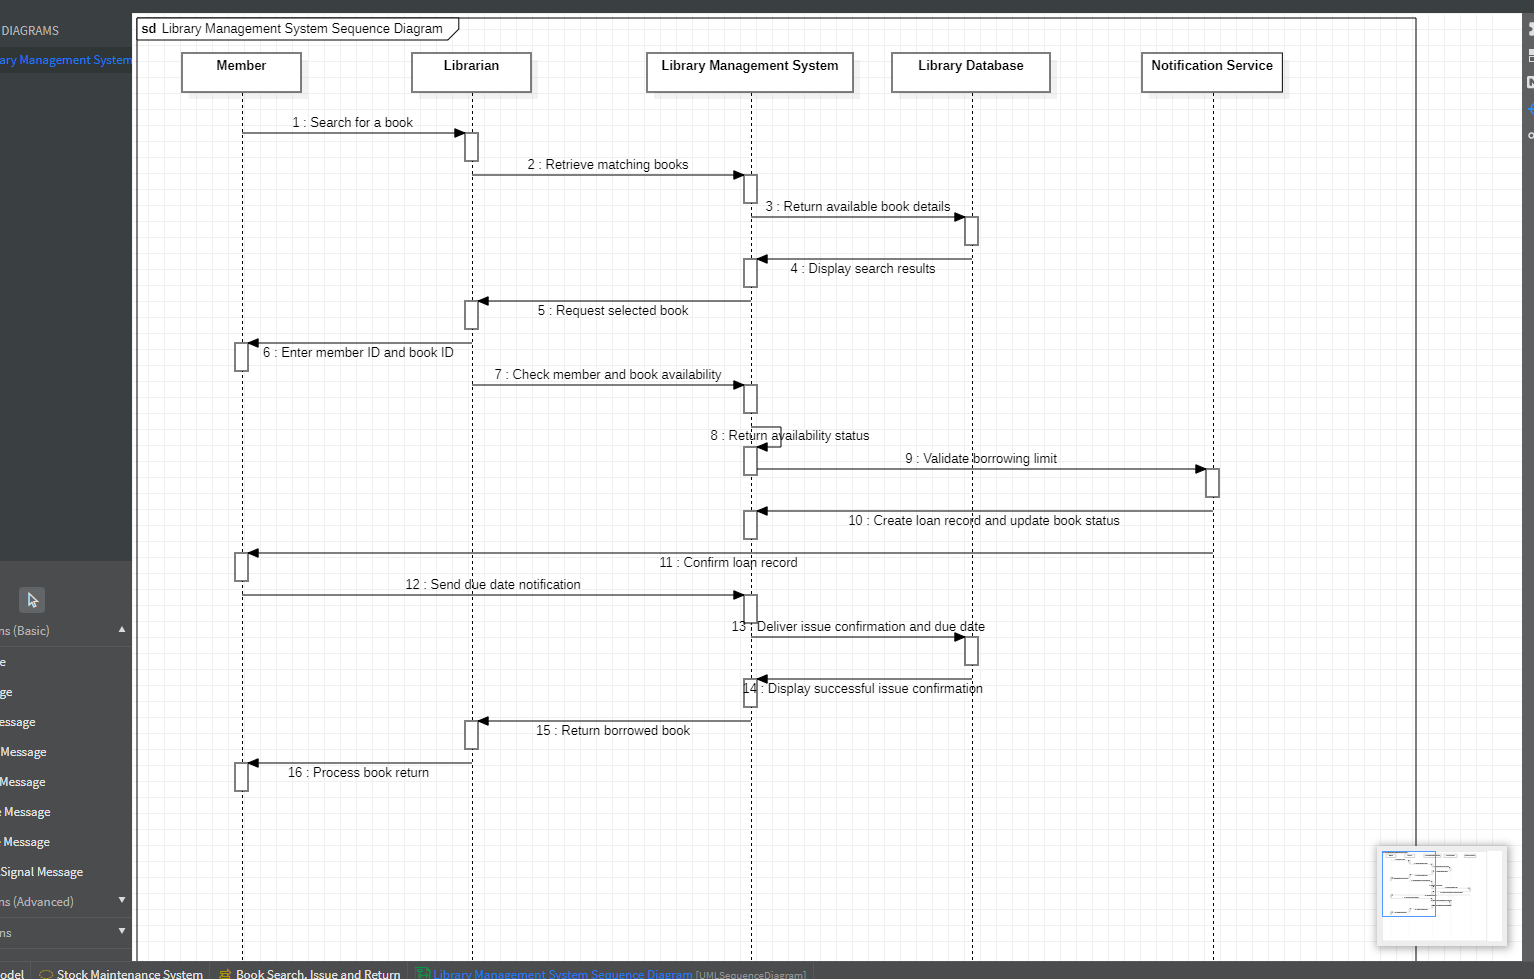 DIAGRAMS
ary Management System
sd Library Management System Sequence Diagram
Member
Librarian
Library Management System
Library Database
Notification Service
1 : Search for a book
2 : Retrieve matching books
3 : Return available book details
4 : Display search results
5 : Request selected book
6 : Enter member ID and book ID
7 : Check member and book availability
8 : Return availability status
9 : Validate borrowing limit
10 : Create loan record and update book status
11 : Confirm loan record
12 : Send due date notification
13 : Deliver issue confirmation and due date
14 : Display successful issue confirmation
15 : Return borrowed book
16 : Process book return
ns (Basic)
e
ge
essage
Message
Message
e Message
Message
Signal Message
ns (Advanced)
ns
odel
Stock Maintenance System
Book Search, Issue and Return
Library Management System Sequence Diagram [UMLSequenceDiagram]